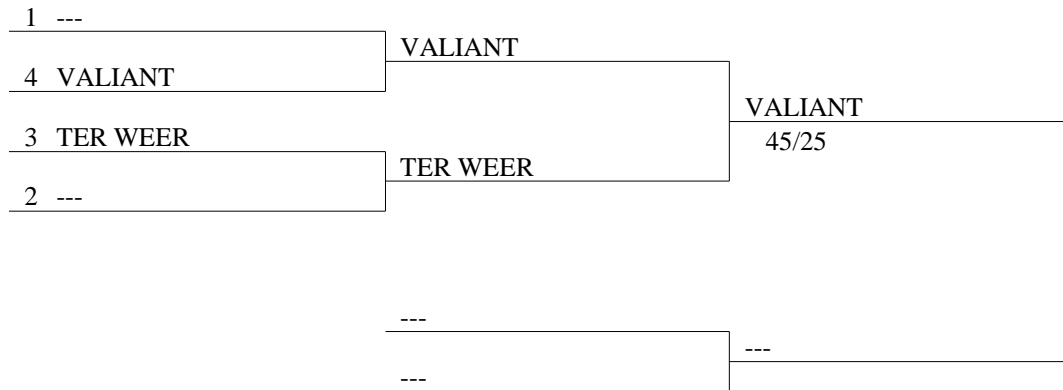 1 ---
VALIANT
4 VALIANT
VALIANT
3 TER WEER
45/25
TER WEER
2 ---
---
---
---